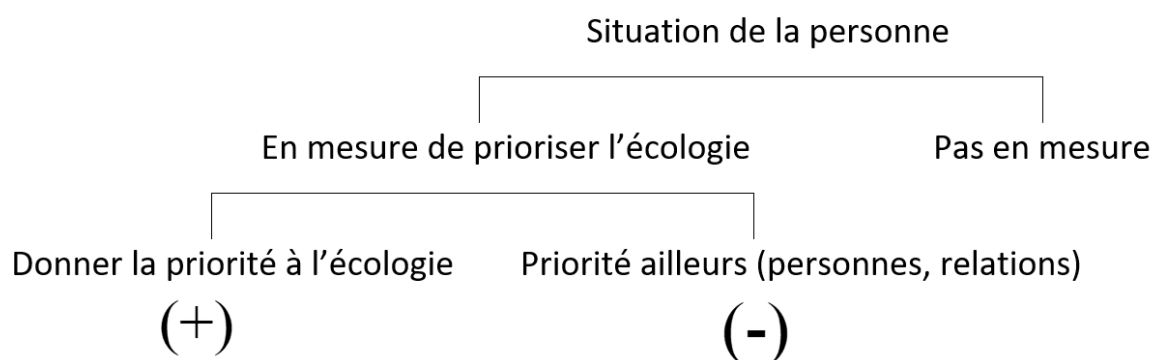 Situation de la personne
En mesure de prioriser l’écologie
Pas en mesure
Donner la priorité à l’écologie
Priorité ailleurs (personnes, relations)
(+)
(-)